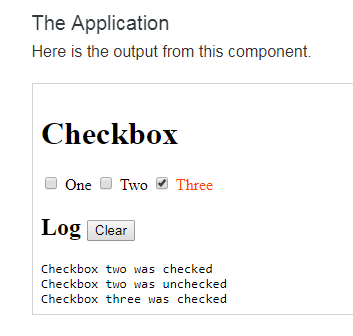 The Application
Here is the output from this component.
Checkbox
One Two Three
Log Clear
Checkbox two was checked
Checkbox two was unchecked
Checkbox three was checked